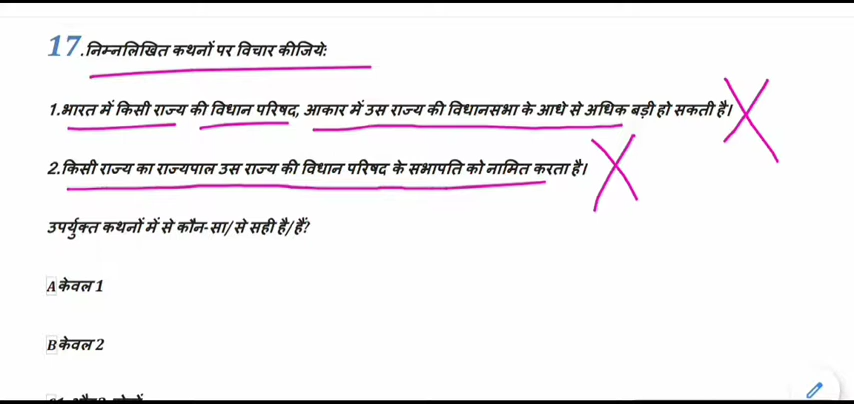 17.निम्नलिखित कथनों पर विचार कीजिये:
1.भारत में किसी राज्य की विधान परिषद, आकार में उस राज्य की विधानसभा के आधे से अधिक बड़ी हो सकती है।
2.किसी राज्य का राज्यपाल उस राज्य की विधान परिषद के सभापति को नामित करता है।
उपर्युक्त कथनों में से कौन-सा/से सही है/हैं?
A केवल 1
B केवल 2